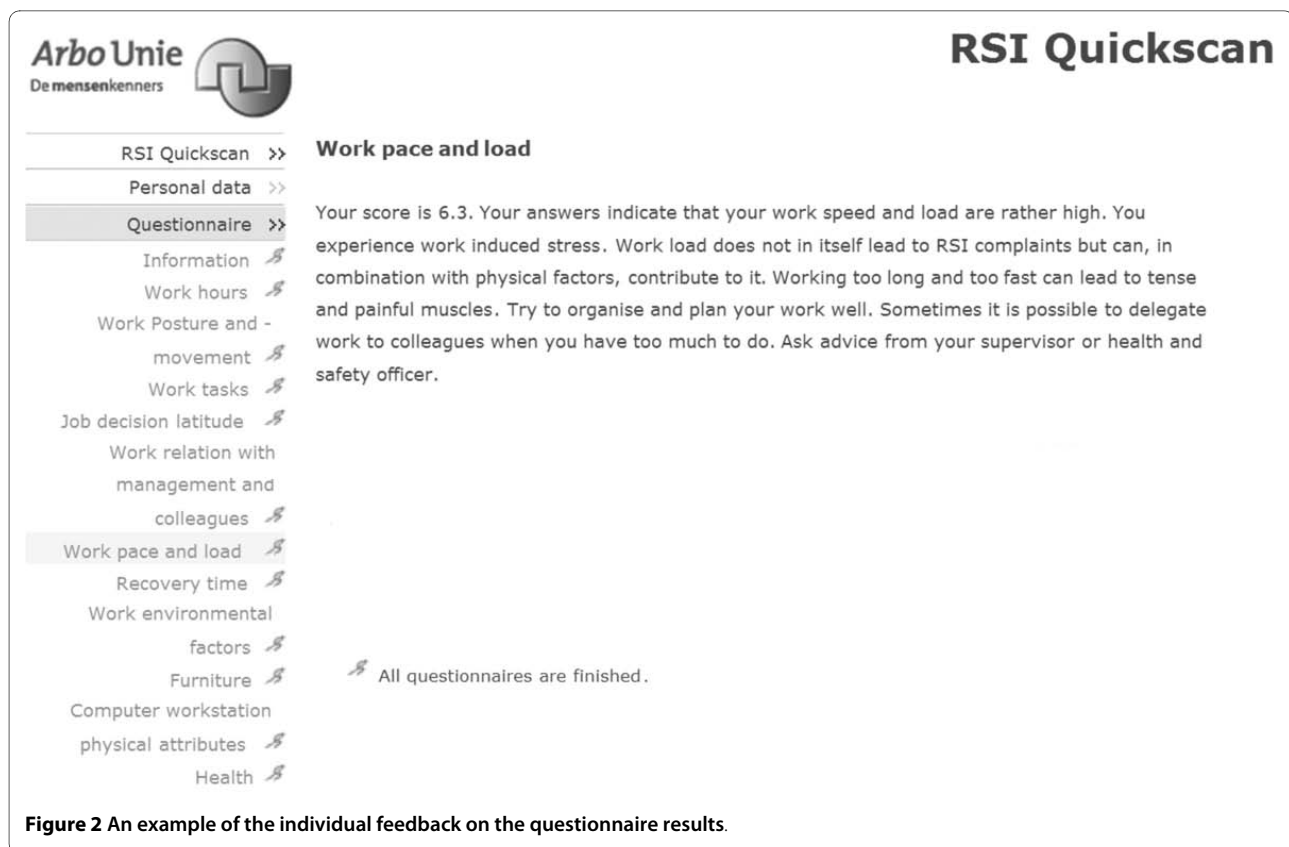 Arbo Unie
De mensenkenners
RSI Quickscan
RSI Quickscan >>
Personal data >>
Questionnaire >>
Information
Work hours
Work Posture and -
movement
Work tasks
Job decision latitude
Work relation with
management and
colleagues
Work pace and load
Recovery time
Work environmental
factors
Furniture
Computer workstation
physical attributes
Health
Work pace and load
Your score is 6.3. Your answers indicate that your work speed and load are rather high. You
experience work induced stress. Work load does not in itself lead to RSI complaints but can, in
combination with physical factors, contribute to it. Working too long and too fast can lead to tense
and painful muscles. Try to organise and plan your work well. Sometimes it is possible to delegate
work to colleagues when you have too much to do. Ask advice from your supervisor or health and
safety officer.
All questionnaires are finished.
Figure 2 An example of the individual feedback on the questionnaire results.